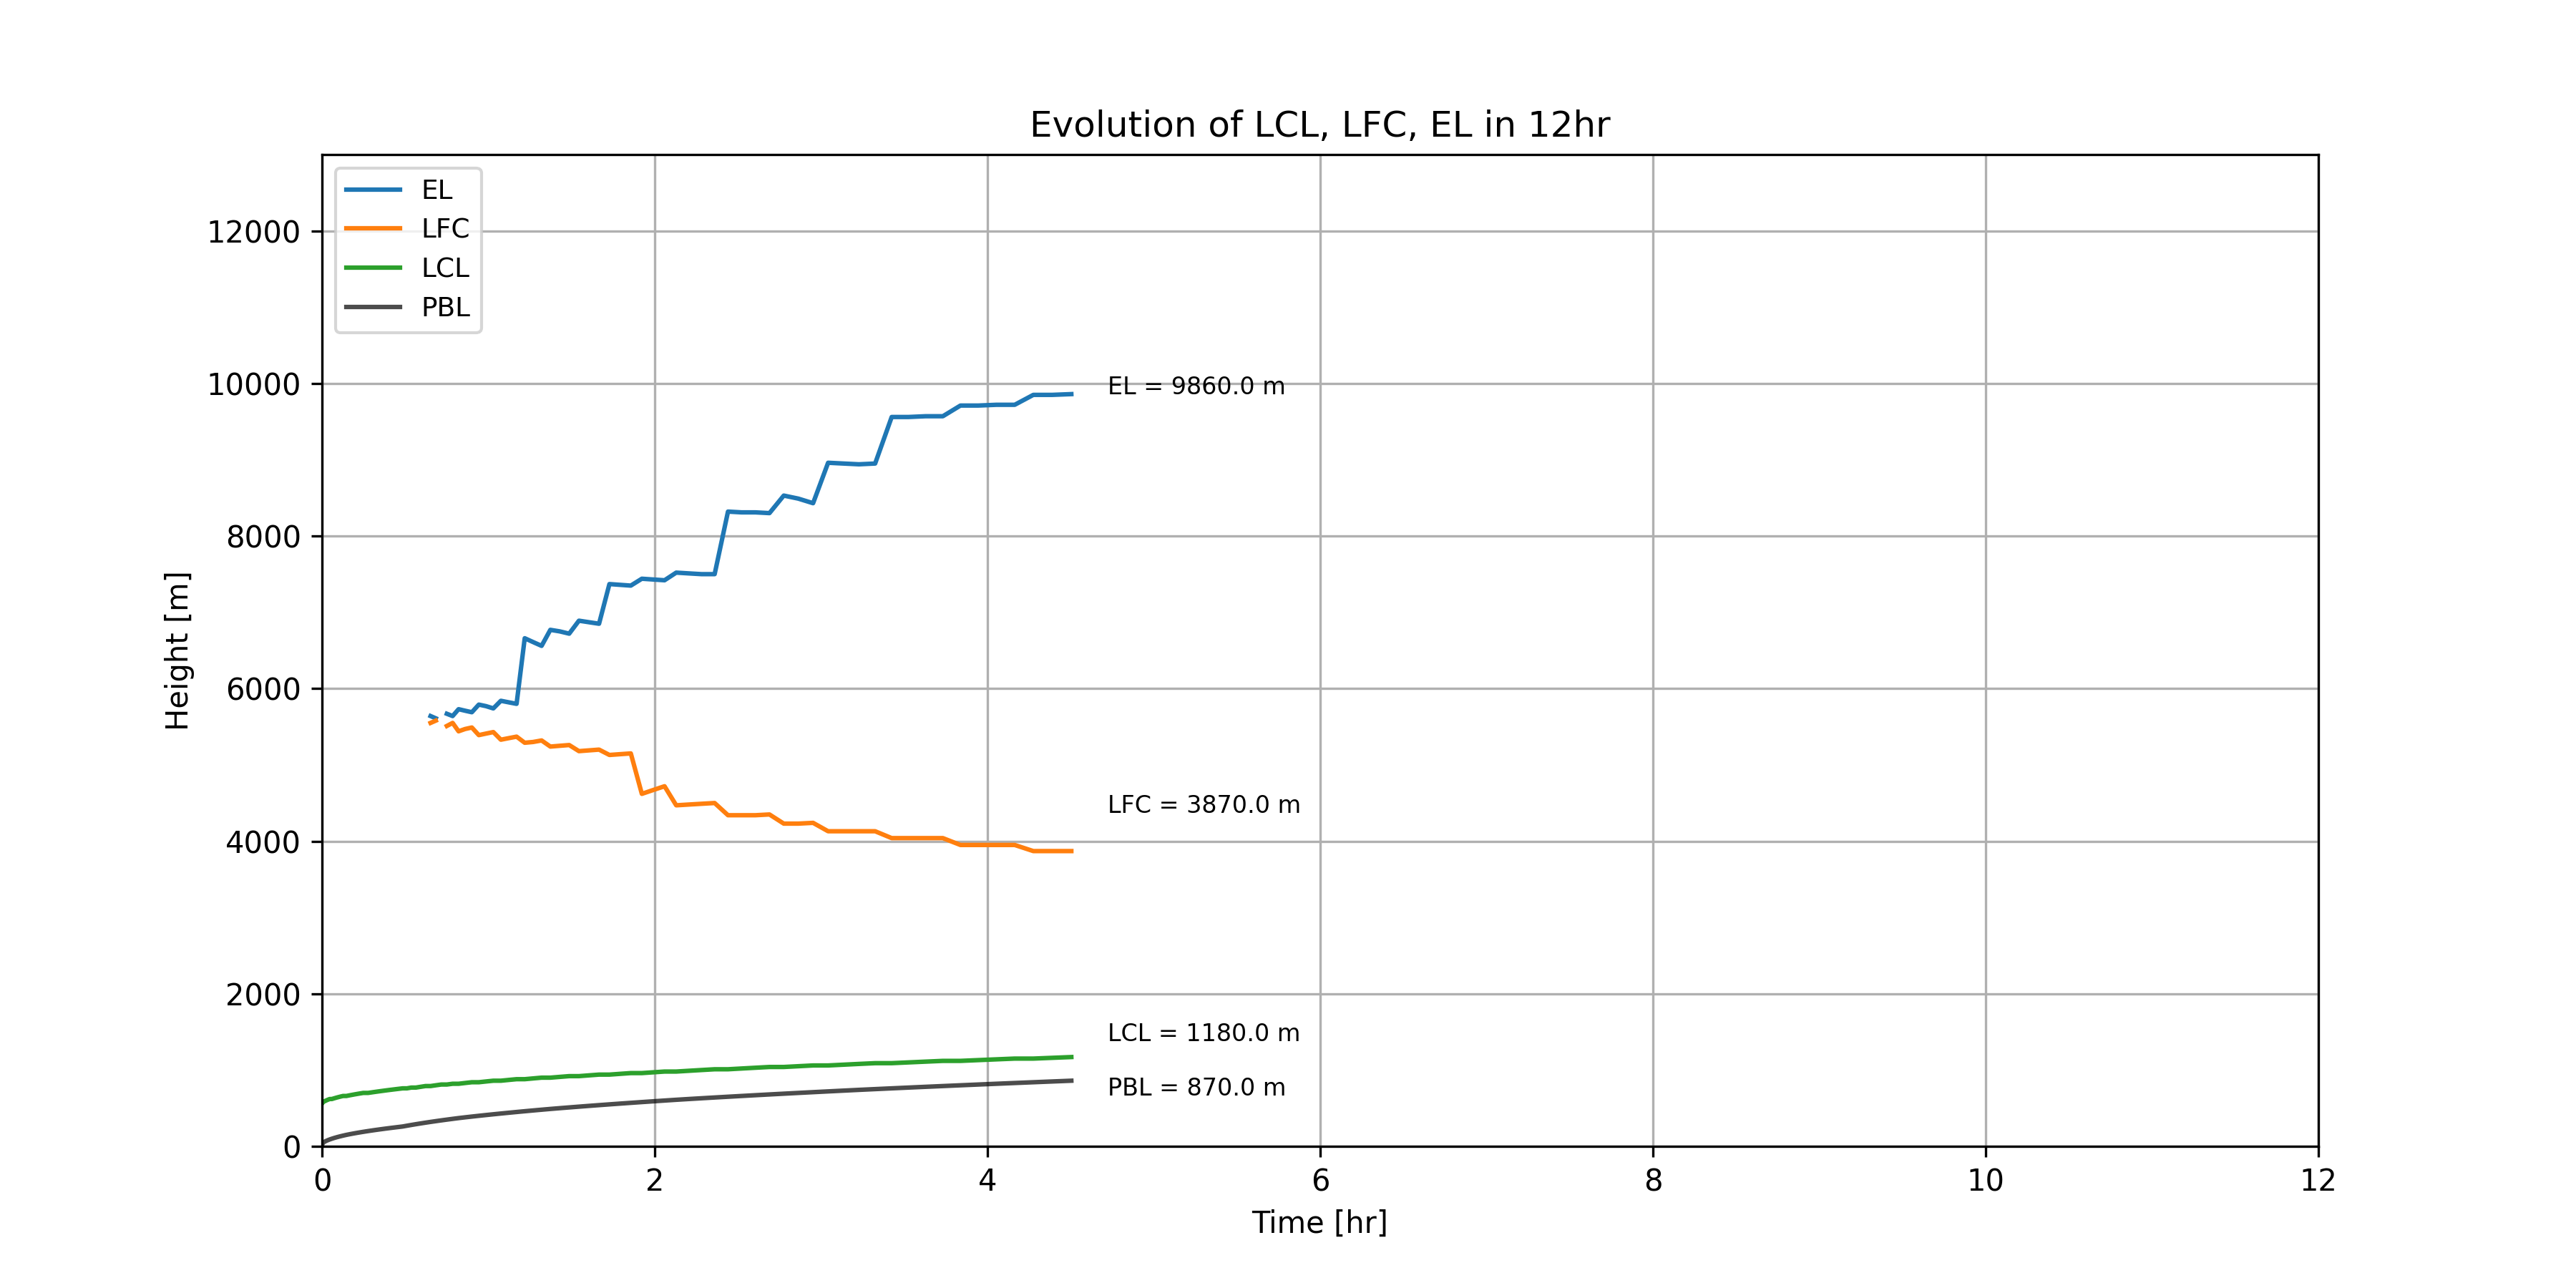 Evolution of LCL, LFC, EL in 12hr
EL
LFC
LCL
PBL
12000
10000
8000
6000
4000
2000
0
Height [m]
EL = 9860.0 m
LFC = 3870.0 m
LCL = 1180.0 m
PBL = 870.0 m
0 2 4 6 8 10 12
Time [hr]